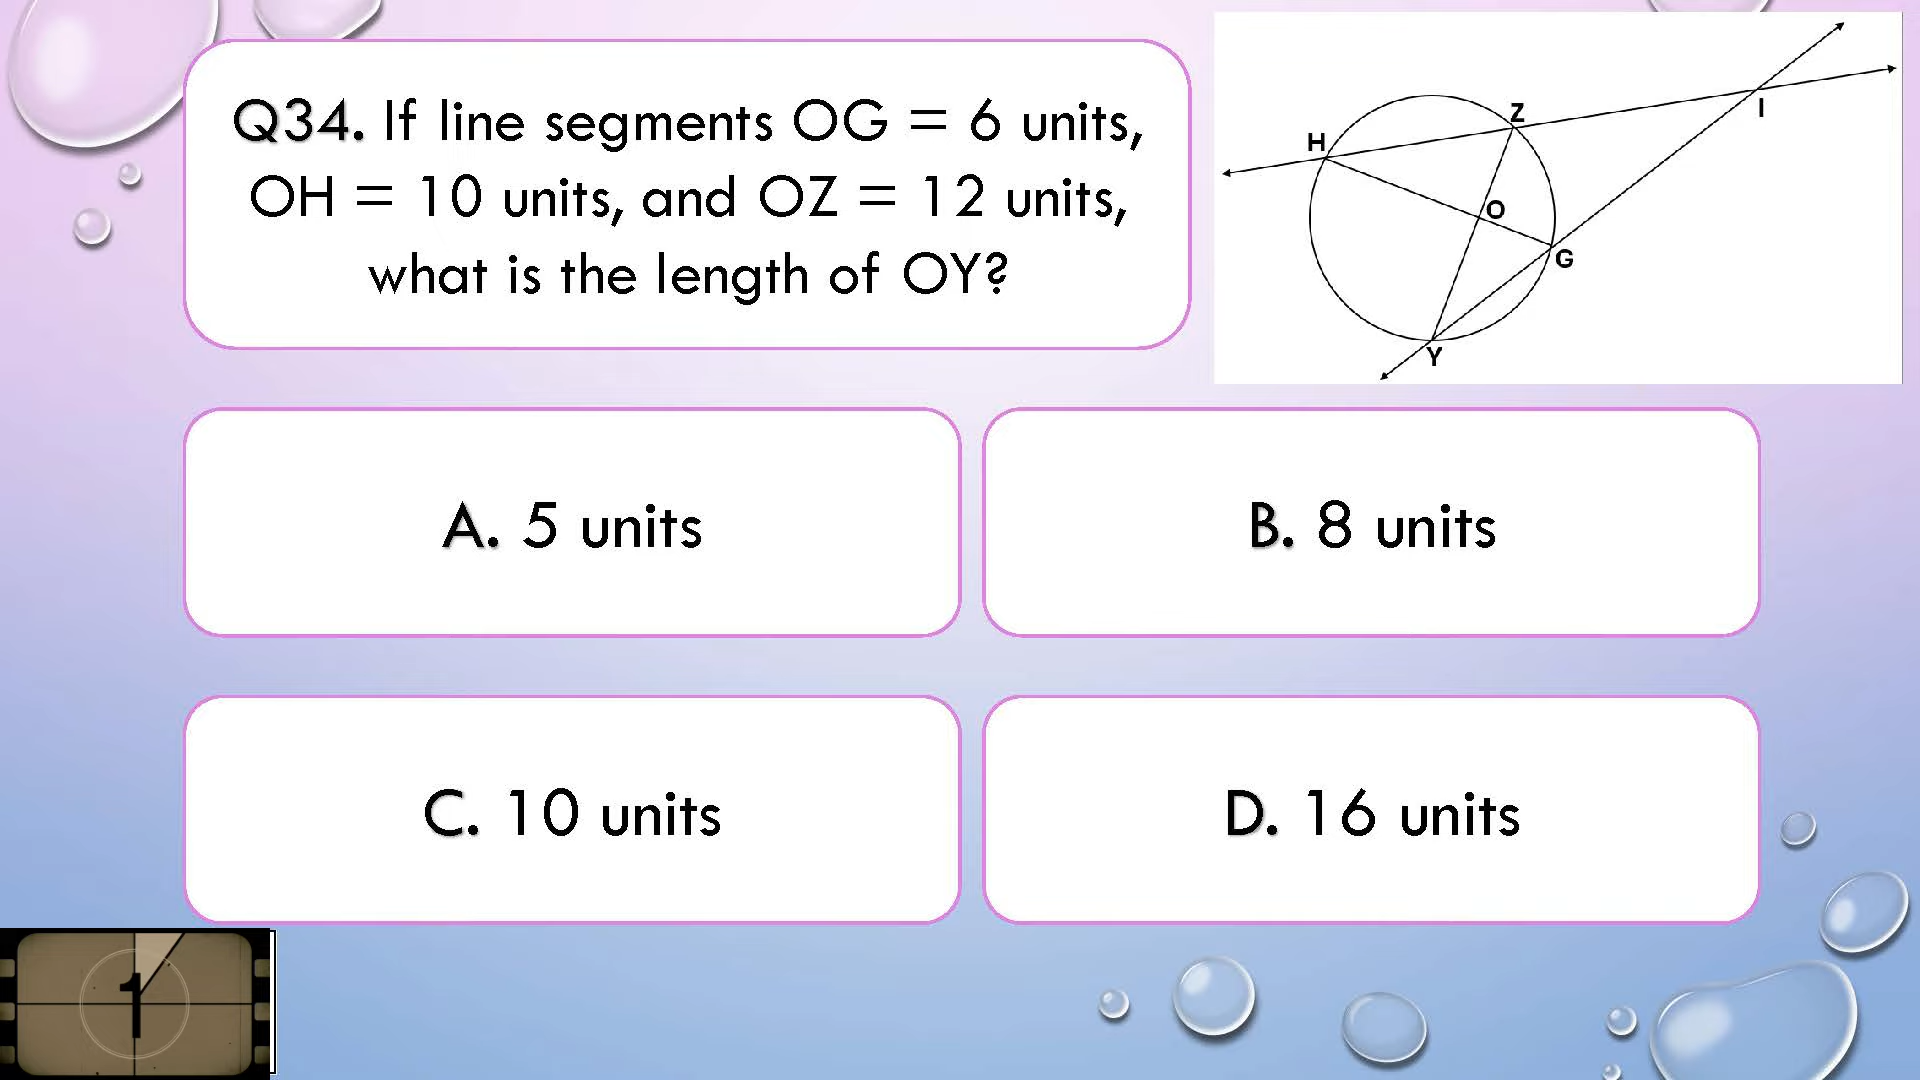 Q34. If line segments OG = 6 units,
OH = 10 units, and OZ = 12 units,
what is the length of OY?
H
Z
I
O
G
Y
A. 5 units
B. 8 units
C. 10 units
D. 16 units
1